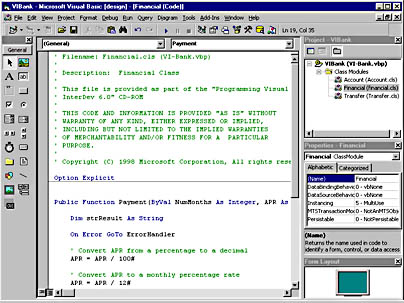 VIBank - Microsoft Visual Basic [design] - [Financial (Code)]
File Edit View Project Format Debug Run Query Diagram Tools Add-Ins Window Help
Ln 19, Col 35
General
(General)
Payment
' Filename: Financial.cls (VI-Bank.vbp)
'
' Description: Financial Class
'
' This file is provided as part of the "Programming Visual
' InterDev 6.0" CD-ROM
'
' THIS CODE AND INFORMATION IS PROVIDED "AS IS" WITHOUT
' WARRANTY OF ANY KIND, EITHER EXPRESSED OR IMPLIED,
' INCLUDING BUT NOT LIMITED TO THE IMPLIED WARRANTIES
' OF MERCHANTABILITY AND/OR FITNESS FOR A PARTICULAR
' PURPOSE.
'
' Copyright (C) 1998 Microsoft Corporation, All rights rese
Option Explicit
Public Function Payment(ByVal NumMonths As Integer, APR As
Dim strResult As String
On Error GoTo ErrorHandler
' Convert APR from a percentage to a decimal
APR = APR / 100#
' Convert APR to a monthly percentage rate
APR = APR / 12#
Project - VIBank
VIBank (VI-Bank.vbp)
Class Modules
Account (Account.cls)
Financial (Financial.cls)
Transfer (Transfer.cls)
Properties - Financial
Financial ClassModule
Alphabetic Categorized
(Name) Financial
DataBindingBehavior 0 - vbNone
DataSourceBehavior 0 - vbNone
Instancing 5 - MultiUse
MTSTransactionMode 0 - NotAnMTSObj
Persistable 0 - NotPersistable
(Name)
Returns the name used in code to
identify a form, control, or data access
Form Layout